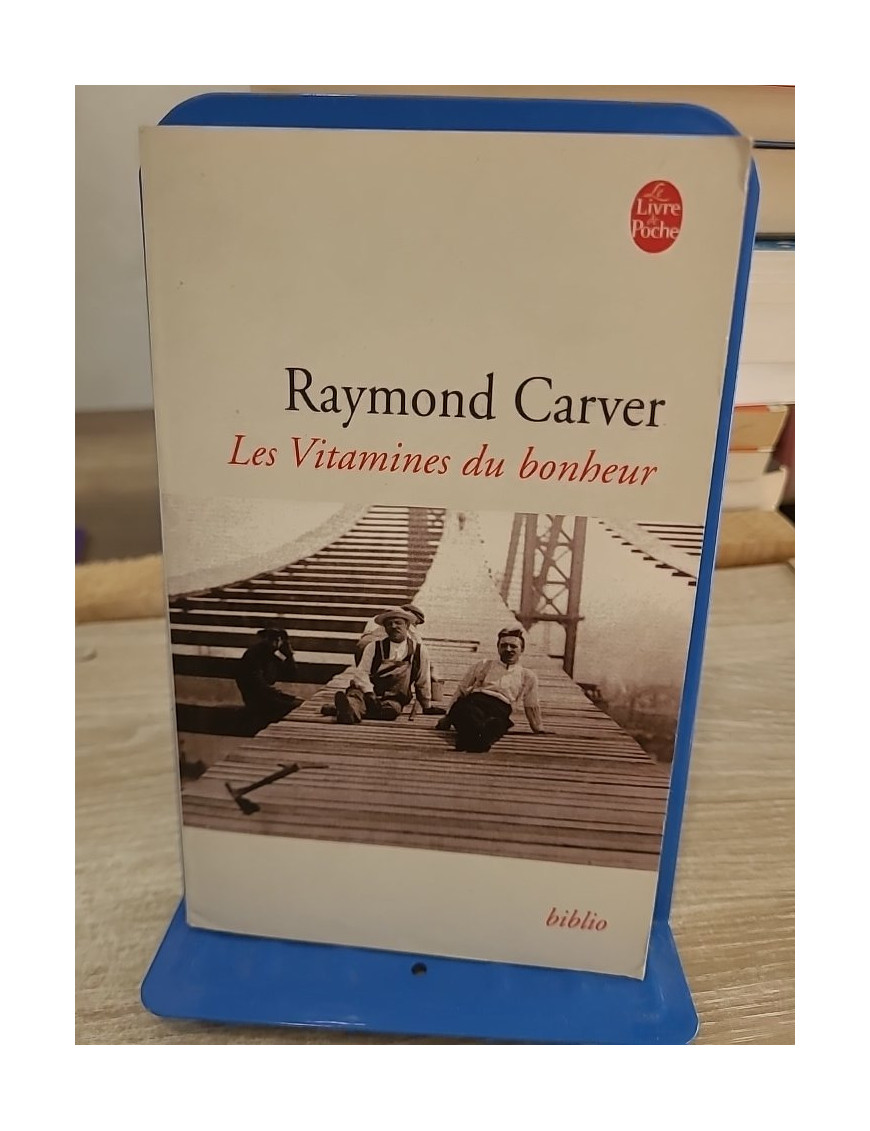 Le
Livre
de
Poche
Raymond Carver
Les Vitamines du bonheur
biblio